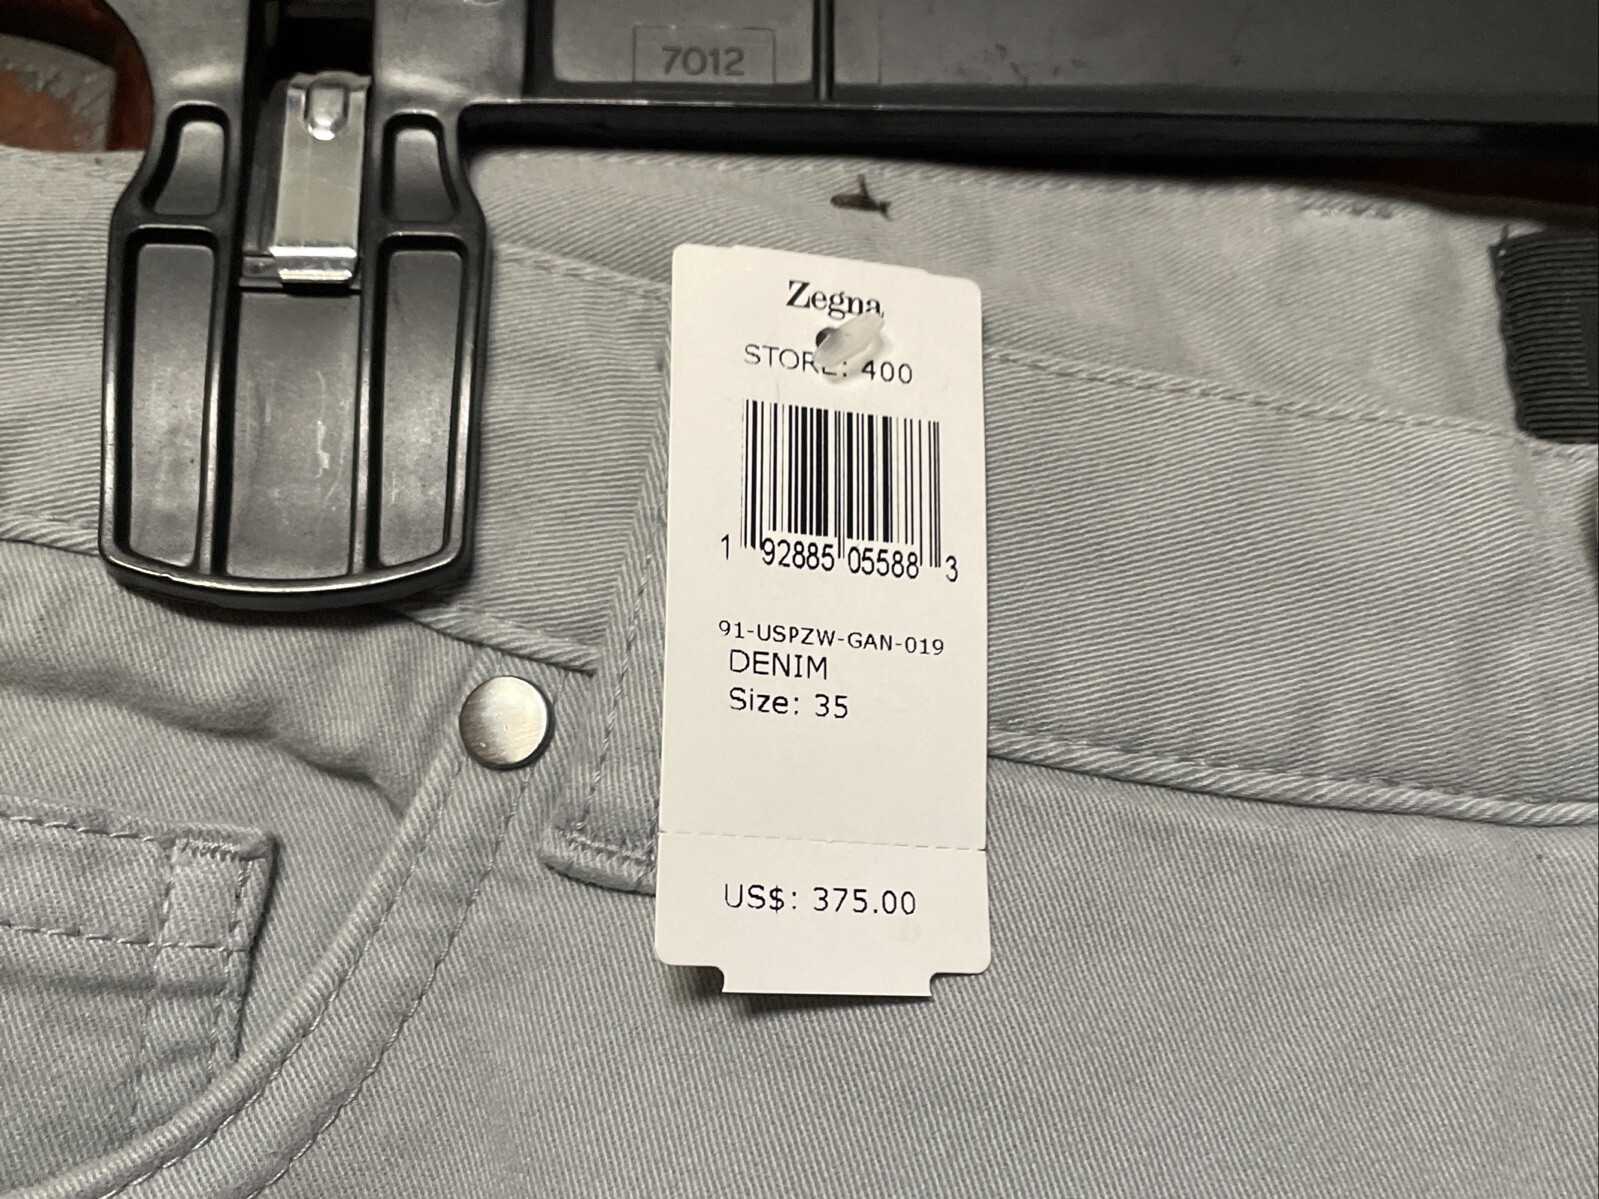 7012
Zegna
STORE: 400
1 92885 05588 3
91-USPZW-GAN-019
DENIM
Size: 35
US$: 375.00